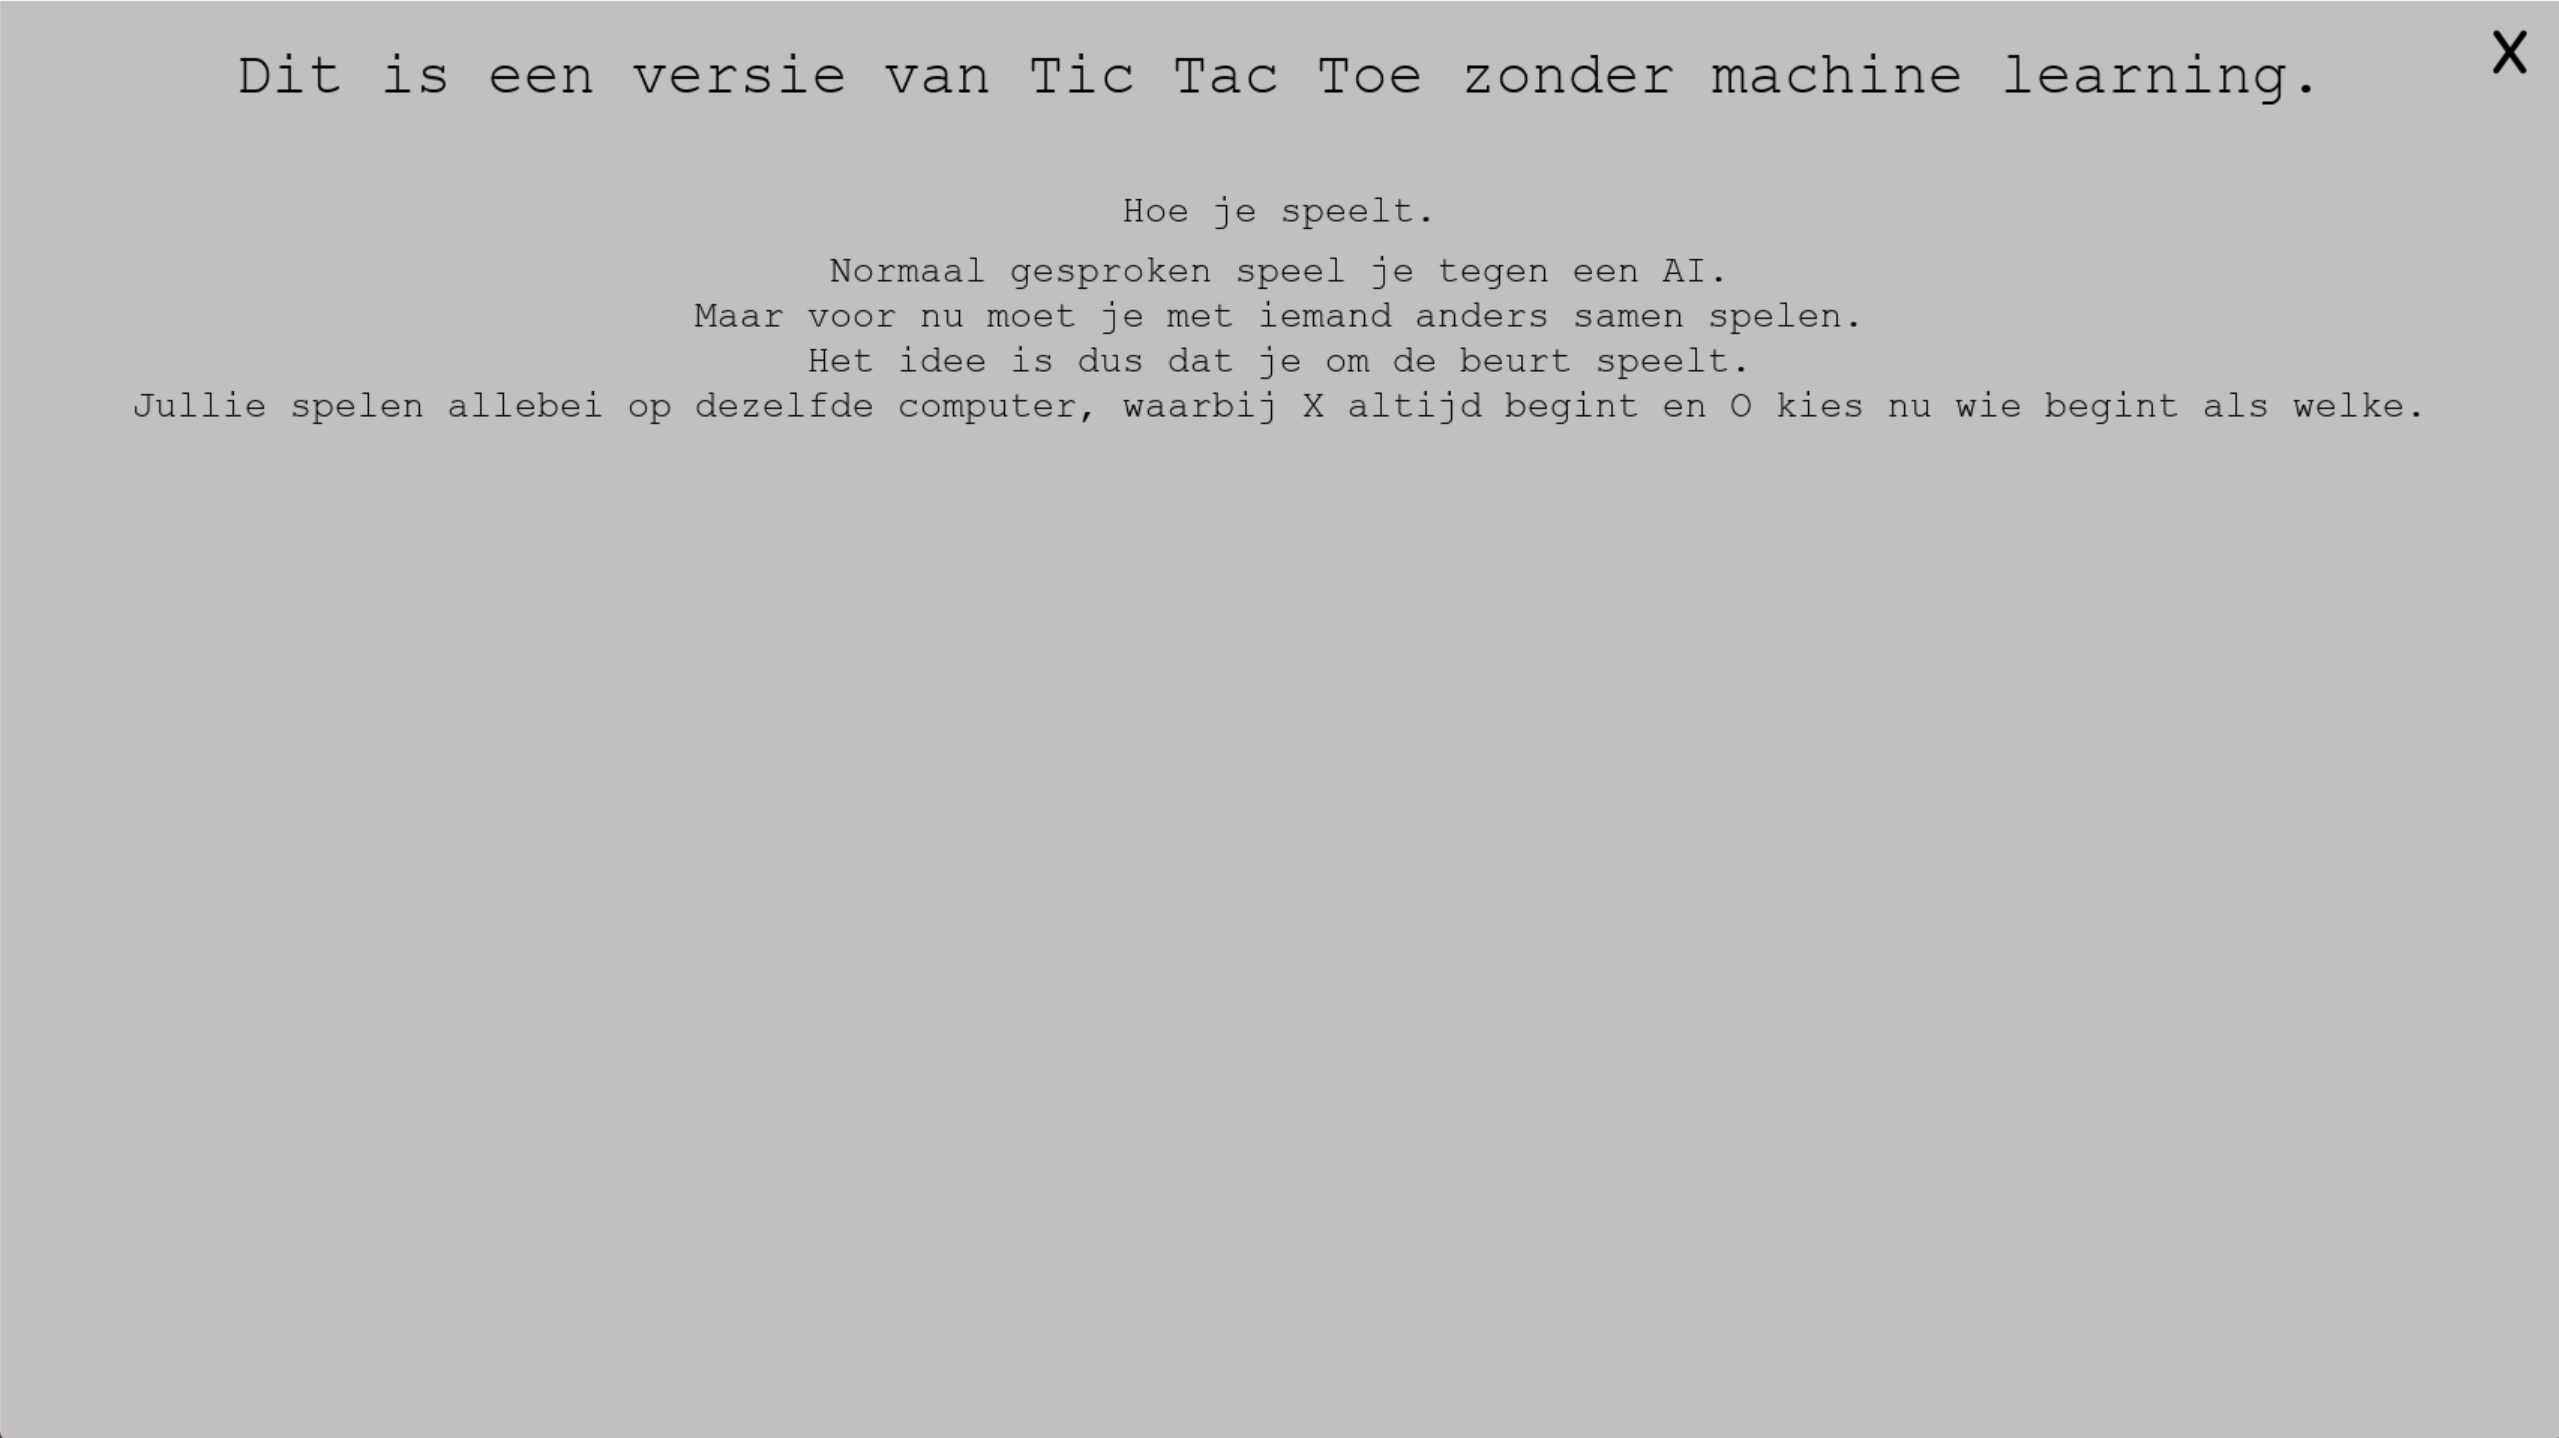 Dit is een versie van Tic Tac Toe zonder machine learning.
X
Hoe je speelt.
Normaal gesproken speel je tegen een AI.
Maar voor nu moet je met iemand anders samen spelen.
Het idee is dus dat je om de beurt speelt.
Jullie spelen allebei op dezelfde computer, waarbij X altijd begint en O kies nu wie begint als welke.